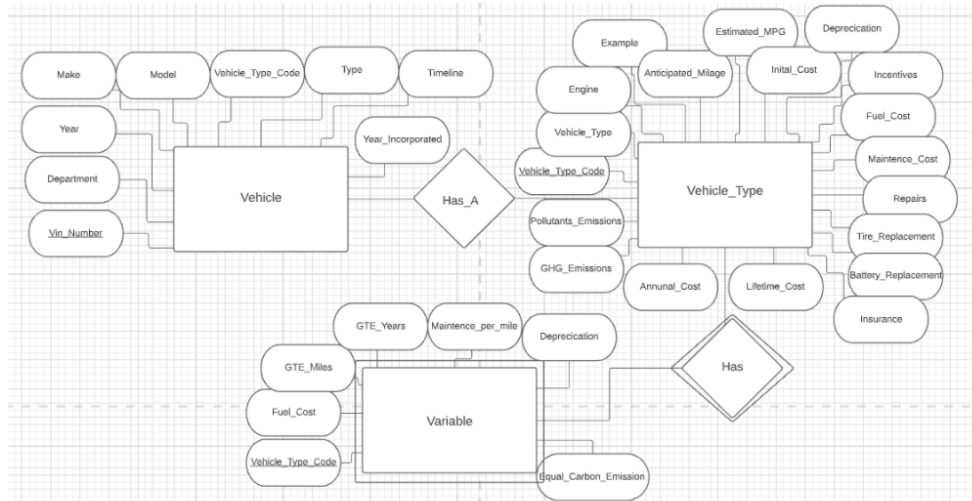 Estimated_MPG
Deprecication
Example
Make
Model
Vehicle_Type_Code
Type
Timeline
Anticipated_Milage
Inital_Cost
Incentives
Engine
Fuel_Cost
Year
Vehicle_Type
Year_Incorporated
Maintence_Cost
Department
Vehicle_Type_Code
Vehicle
Has_A
Vehicle_Type
Repairs
Vin_Number
Pollutants_Emissions
Tire_Replacement
GHG_Emissions
Battery_Replacement
Annunal_Cost
Lifetime_Cost
Insurance
GTE_Years
Maintence_per_mile
Deprecication
GTE_Miles
Has
Fuel_Cost
Variable
Vehicle_Type_Code
Equal_Carbon_Emission